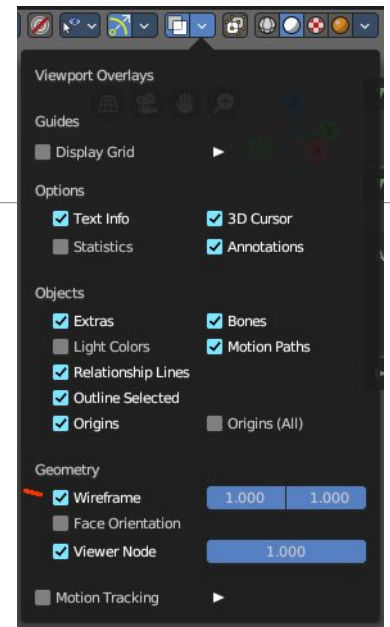 Viewport Overlays
Guides
Display Grid
Options
Text Info 3D Cursor
Statistics Annotations
Objects
Extras Bones
Light Colors Motion Paths
Relationship Lines
Outline Selected
Origins Origins (All)
Geometry
Wireframe 1.000 1.000
Face Orientation
Viewer Node 1.000
Motion Tracking